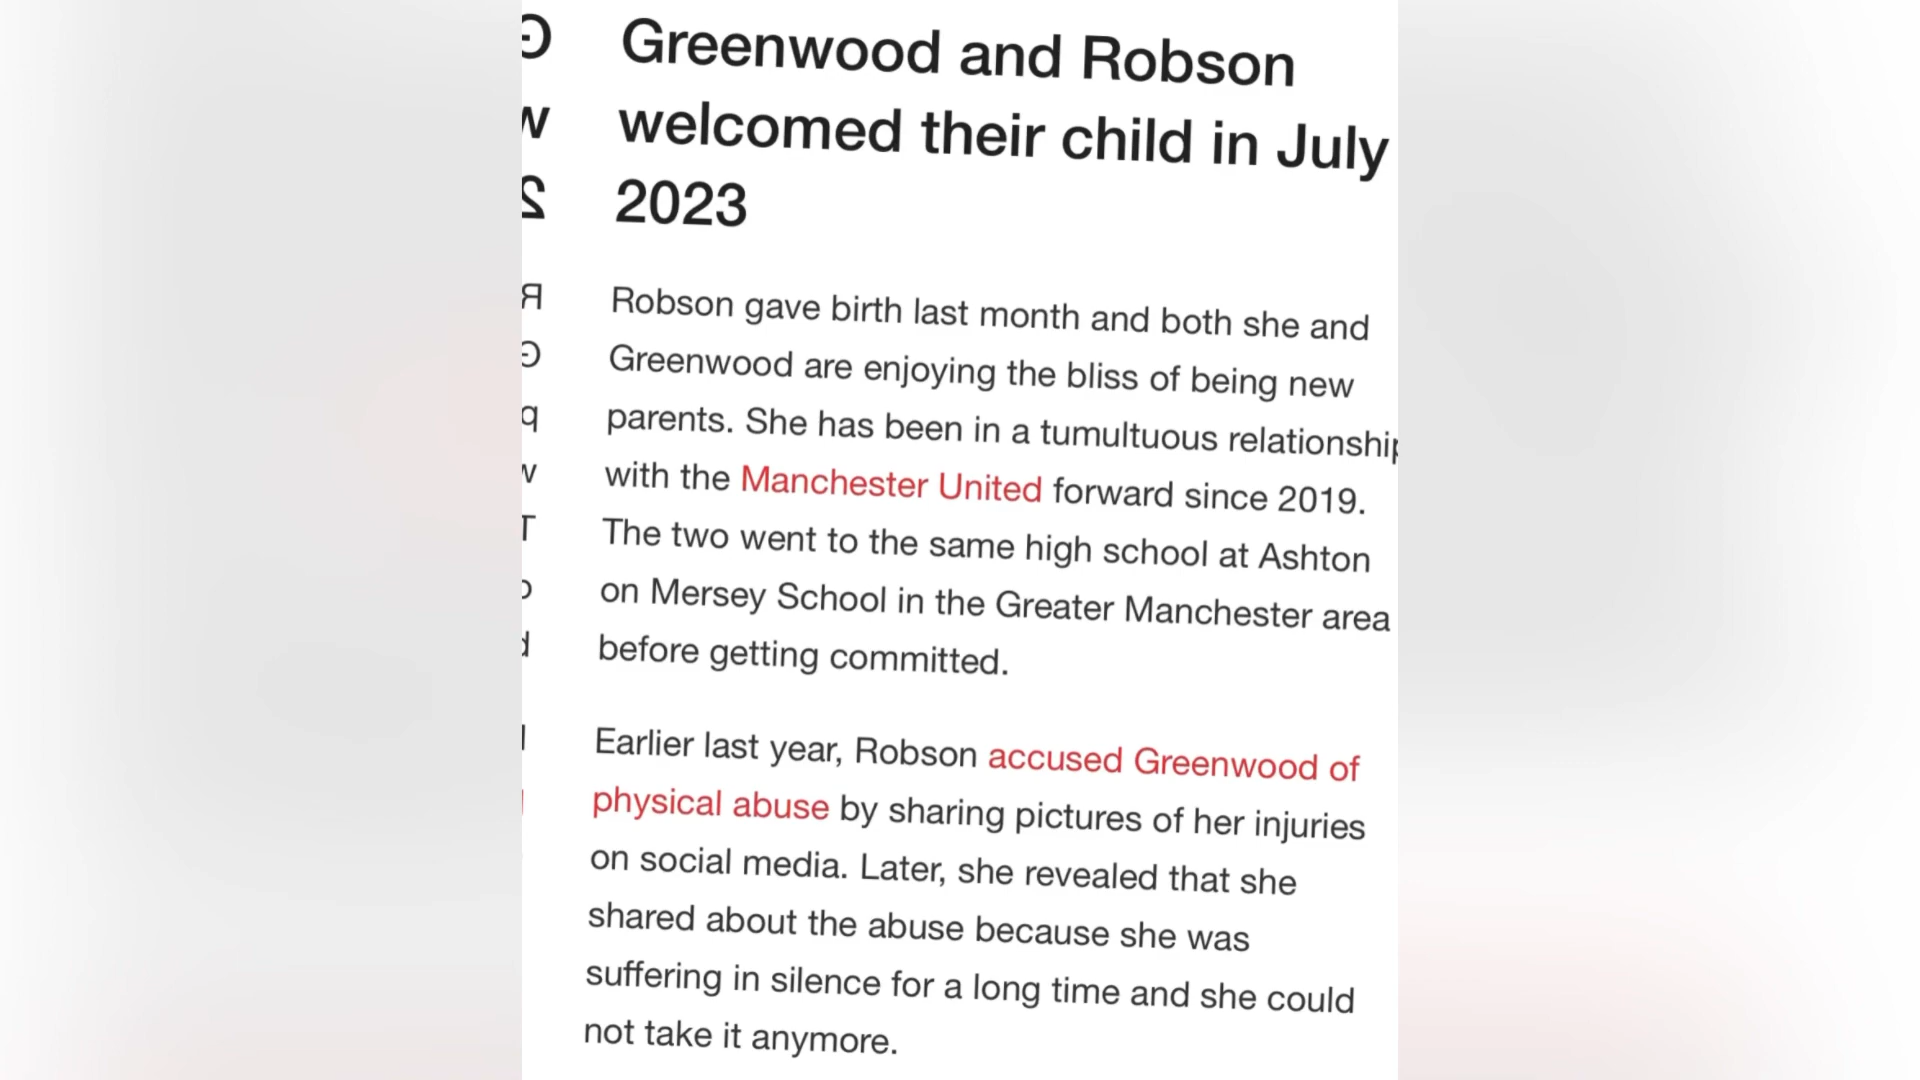 Greenwood and Robson
welcomed their child in July
2023
Robson gave birth last month and both she and
Greenwood are enjoying the bliss of being new
parents. She has been in a tumultuous relationship
with the Manchester United forward since 2019.
The two went to the same high school at Ashton
on Mersey School in the Greater Manchester area
before getting committed.
Earlier last year, Robson accused Greenwood of
physical abuse by sharing pictures of her injuries
on social media. Later, she revealed that she
shared about the abuse because she was
suffering in silence for a long time and she could
not take it anymore.